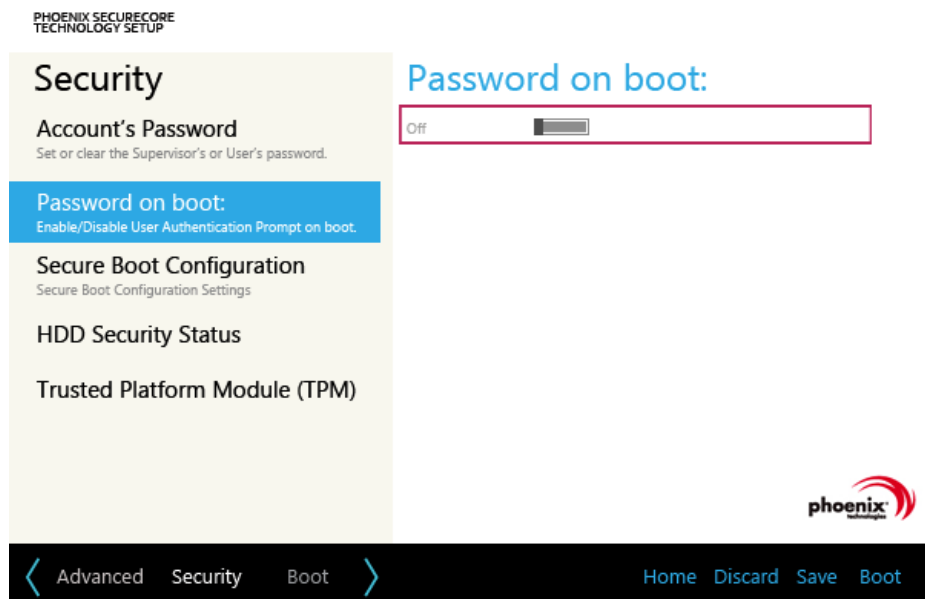 PHOENIX SECURECORE
TECHNOLOGY SETUP
Security
Account's Password
Set or clear the Supervisor's or User's password.
Password on boot:
Enable/Disable User Authentication Prompt on boot.
Secure Boot Configuration
Secure Boot Configuration Settings
HDD Security Status
Trusted Platform Module (TPM)
Password on boot:
Off
phoenix
technologies
Advanced Security Boot
Home Discard Save Boot